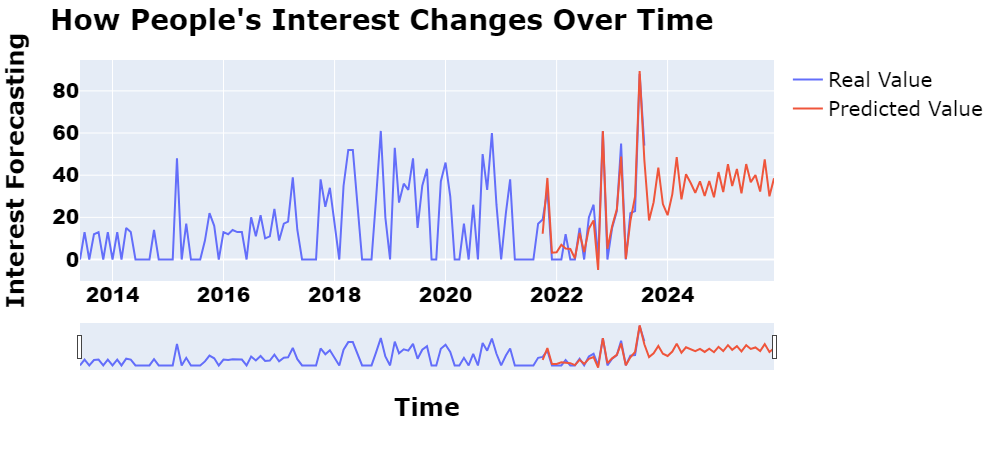 How People's Interest Changes Over Time
Interest Forecasting
80
60
40
20
0
2014 2016 2018 2020 2022 2024
Time
Real Value
Predicted Value